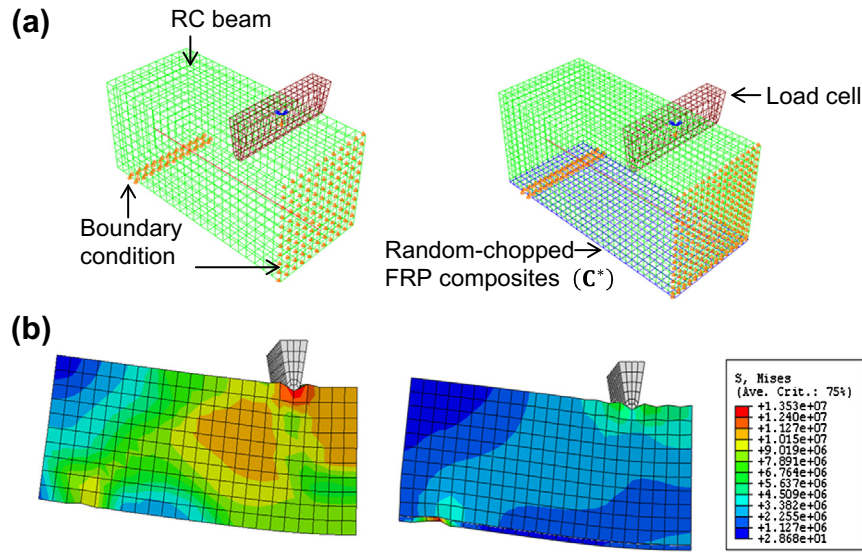 (a)
RC beam
Load cell
Boundary
condition
Random-chopped
FRP composites (C*)
(b)
S, Mises
(Ave. Crit.: 75%)
+1.353e+07
+1.240e+07
+1.127e+07
+1.015e+07
+9.019e+06
+7.891e+06
+6.764e+06
+5.637e+06
+4.509e+06
+3.382e+06
+2.255e+06
+1.127e+06
+2.868e+01